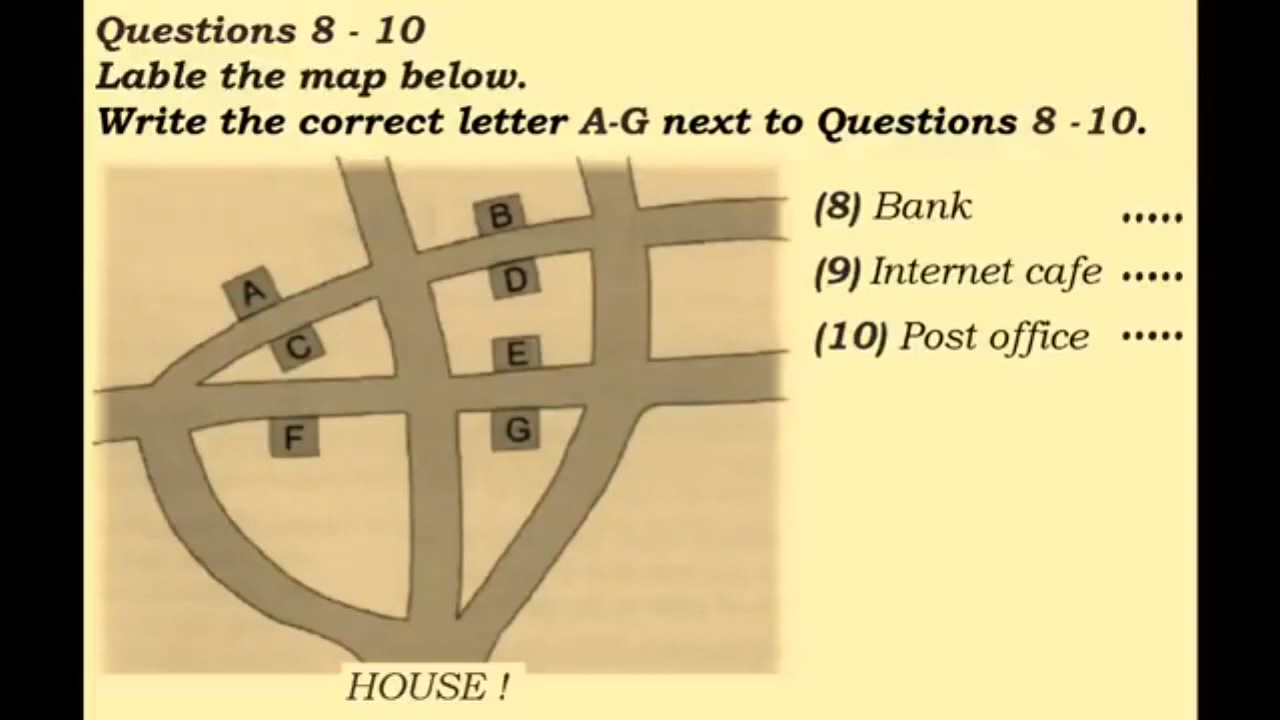 Questions 8 - 10
Lable the map below.
Write the correct letter A-G next to Questions 8 -10.
(8) Bank .....
(9) Internet cafe .....
(10) Post office .....
B
A
D
C
E
F
G
HOUSE !